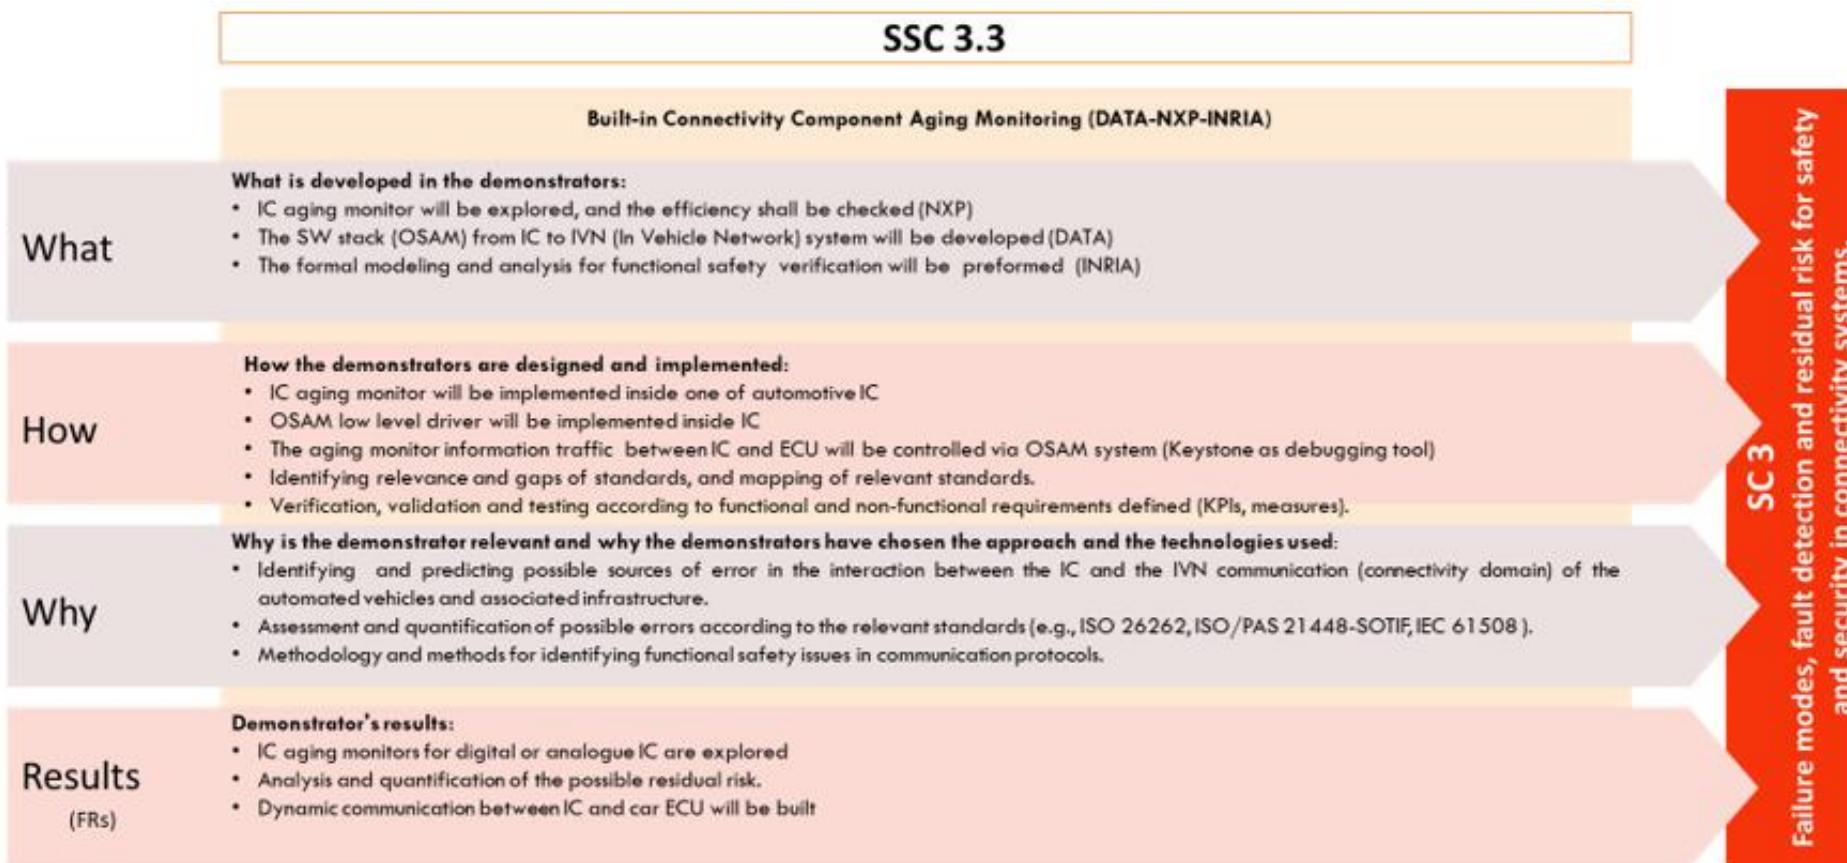 SSC 3.3
Built-in Connectivity Component Aging Monitoring (DATA-NXP-INRIA)
What
What is developed in the demonstrators:
• IC aging monitor will be explored, and the efficiency shall be checked (NXP)
• The SW stack (OSAM) from IC to IVN (In Vehicle Network) system will be developed (DATA)
• The formal modeling and analysis for functional safety verification will be preformed (INRIA)
How
How the demonstrators are designed and implemented:
• IC aging monitor will be implemented inside one of automotive IC
• OSAM low level driver will be implemented inside IC
• The aging monitor information traffic between IC and ECU will be controlled via OSAM system (Keystone as debugging tool)
• Identifying relevance and gaps of standards, and mapping of relevant standards.
• Verification, validation and testing according to functional and non-functional requirements defined (KPIs, measures).
Why
Why is the demonstrator relevant and why the demonstrators have chosen the approach and the technologies used:
• Identifying and predicting possible sources of error in the interaction between the IC and the IVN communication (connectivity domain) of the
automated vehicles and associated infrastructure.
• Assessment and quantification of possible errors according to the relevant standards (e.g., ISO 26262, ISO/PAS 21448-SOTIF, IEC 61508 ).
• Methodology and methods for identifying functional safety issues in communication protocols.
Results
(FRs)
Demonstrator's results:
• IC aging monitors for digital or analogue IC are explored
• Analysis and quantification of the possible residual risk.
• Dynamic communication between IC and car ECU will be built
SC 3
Failure modes, fault detection and residual risk for safety
and security in connectivity systems